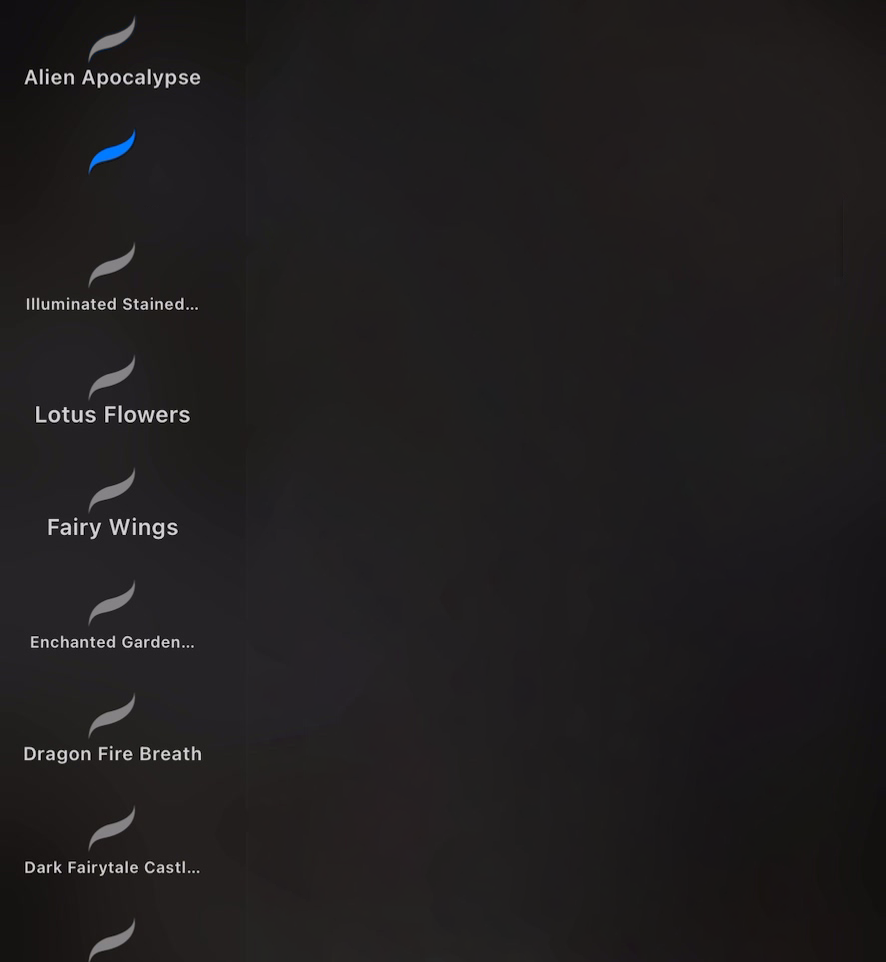 Alien Apocalypse
Illuminated Stained...
Lotus Flowers
Fairy Wings
Enchanted Garden...
Dragon Fire Breath
Dark Fairytale Castl...